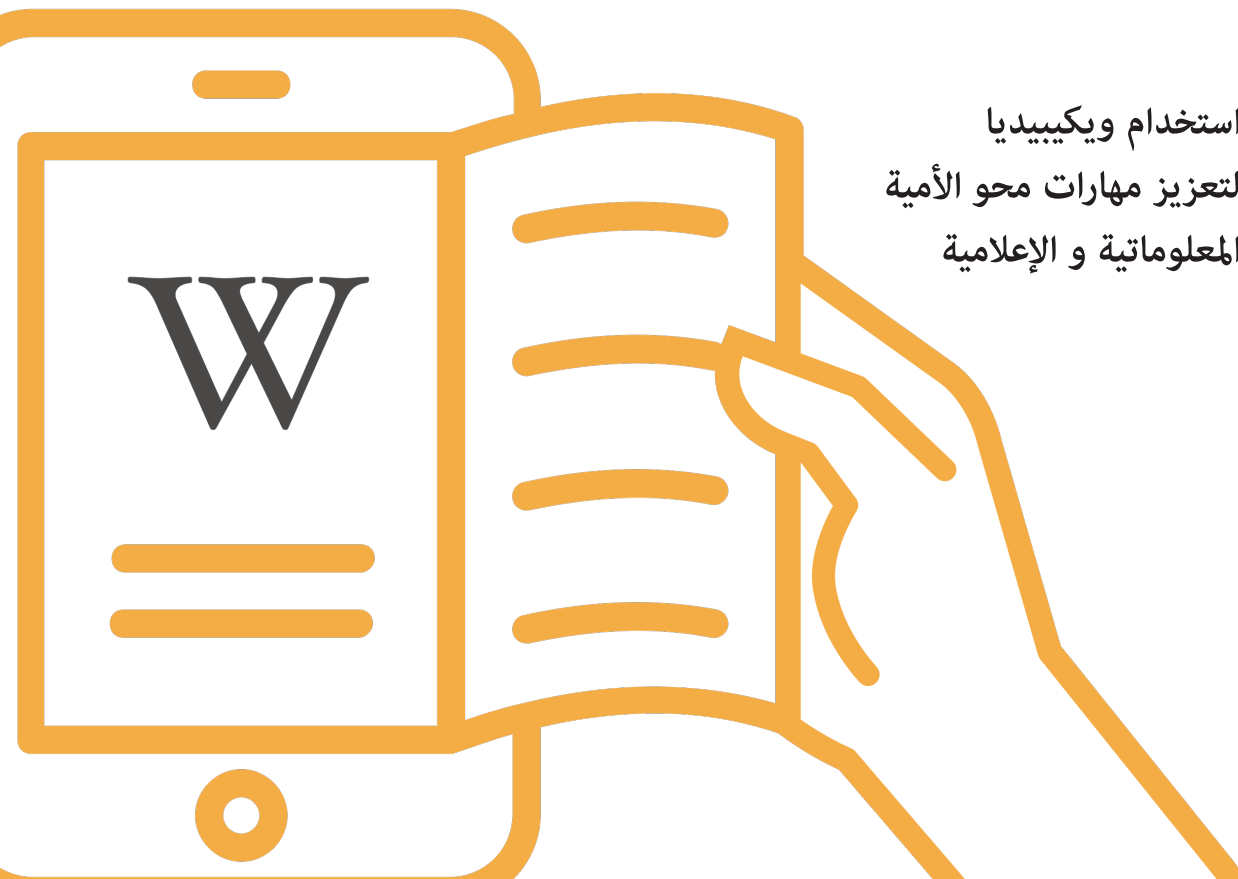 استخدام ويكيبيديا
لتعزيز مهارات محو الأمية
المعلوماتية و الإعلامية
W